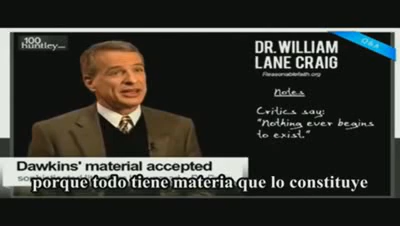 100
huntley
DR. WILLIAM
LANE CRAIG
ReasonableFaith.org
Q&A
Notes
Critics say:
"Nothing ever begins
to exist."
Dawkins' material accepted
porque todo tiene materia que lo constituye